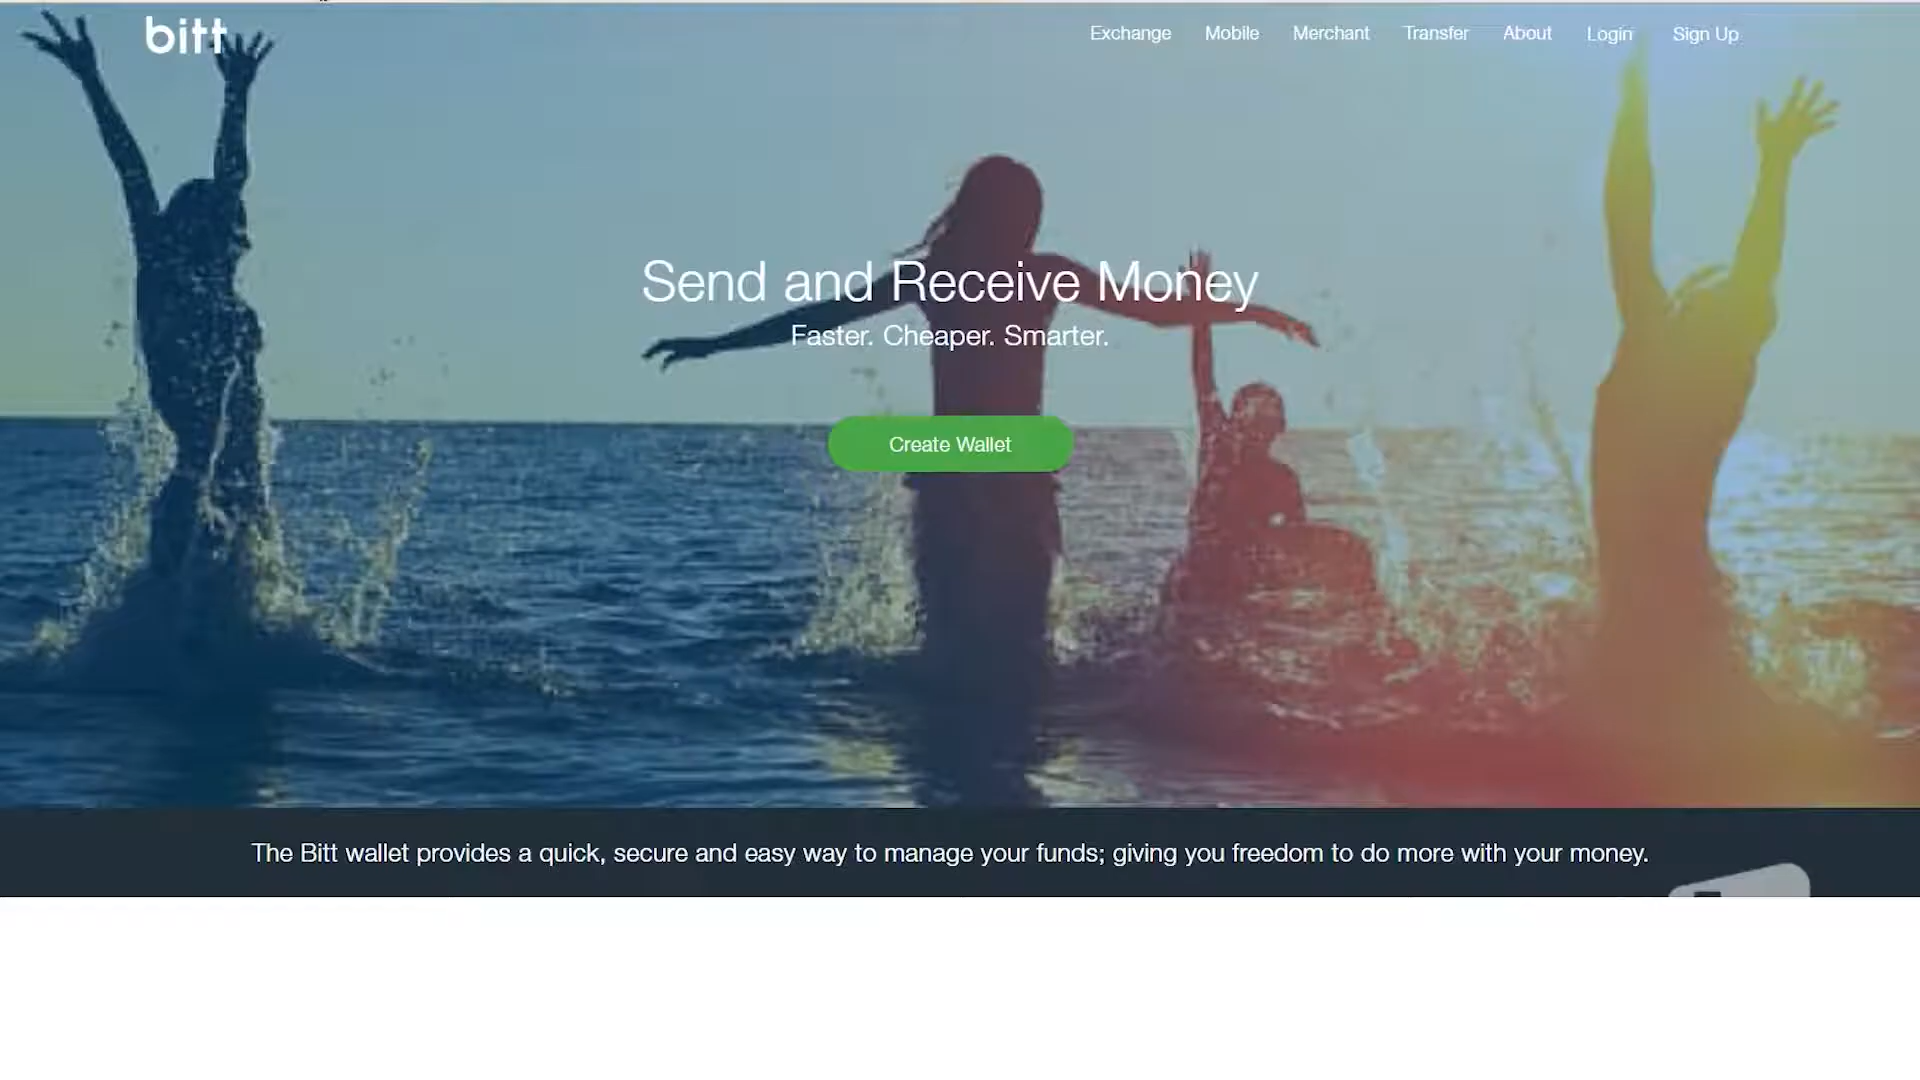 bitt
Exchange Mobile Merchant Transfer About Login Sign Up
Send and Receive Money
Faster. Cheaper. Smarter.
Create Wallet
The Bitt wallet provides a quick, secure and easy way to manage your funds; giving you freedom to do more with your money.